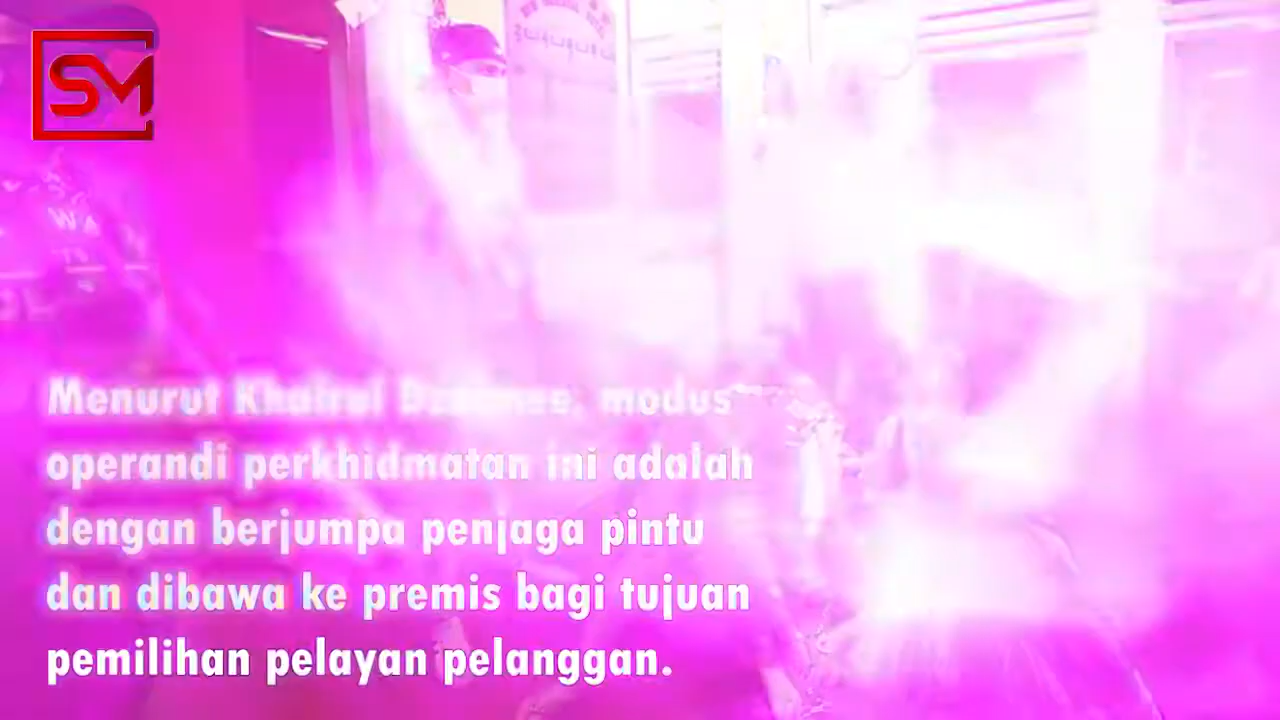 SM
Menurut Khairul Dzaimee, modus
operandi perkhidmatan ini adalah
dengan berjumpa penjaga pintu
dan dibawa ke premis bagi tujuan
pemilihan pelayan pelanggan.